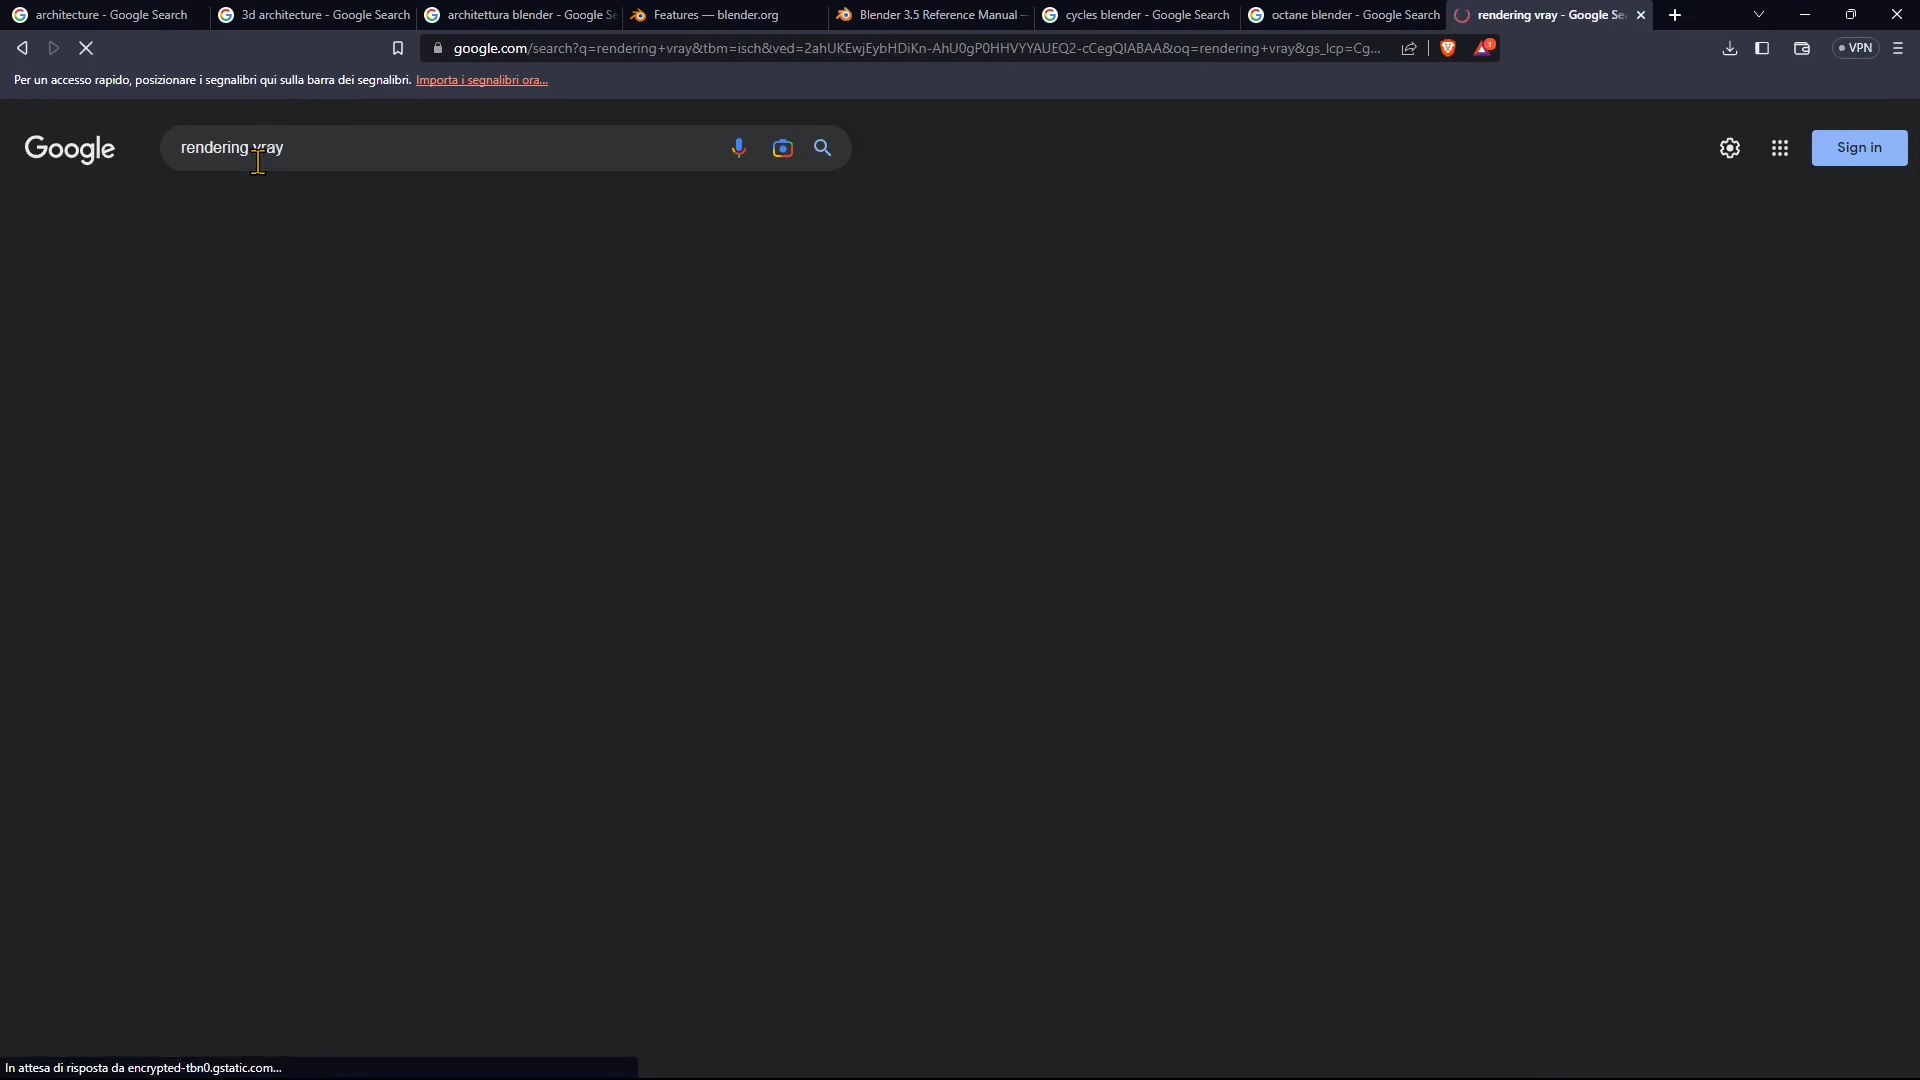 architecture - Google Search
3d architecture - Google Search
architettura blender - Google Se
Features — blender.org
Blender 3.5 Reference Manual –
cycles blender - Google Search
octane blender - Google Search
rendering vray - Google Se
google.com/search?q=rendering+vray&tbm=isch&ved=2ahUKEwjEybHDiKn-AhU0gP0HHVYYAUEQ2-cCegQIABAA&oq=rendering+vray&gs_lcp=Cg...
1
VPN
Per un accesso rapido, posizionare i segnalibri qui sulla barra dei segnalibri. Importa i segnalibri ora...
Google
rendering vray
Sign in
In attesa di risposta da encrypted-tbn0.gstatic.com...